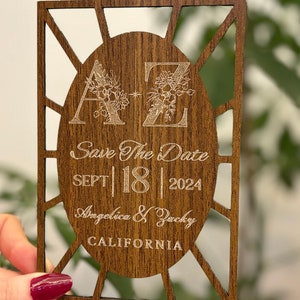 A Z
Save The Date
SEPT | 18 | 2024
Angelica & Zacky
CALIFORNIA